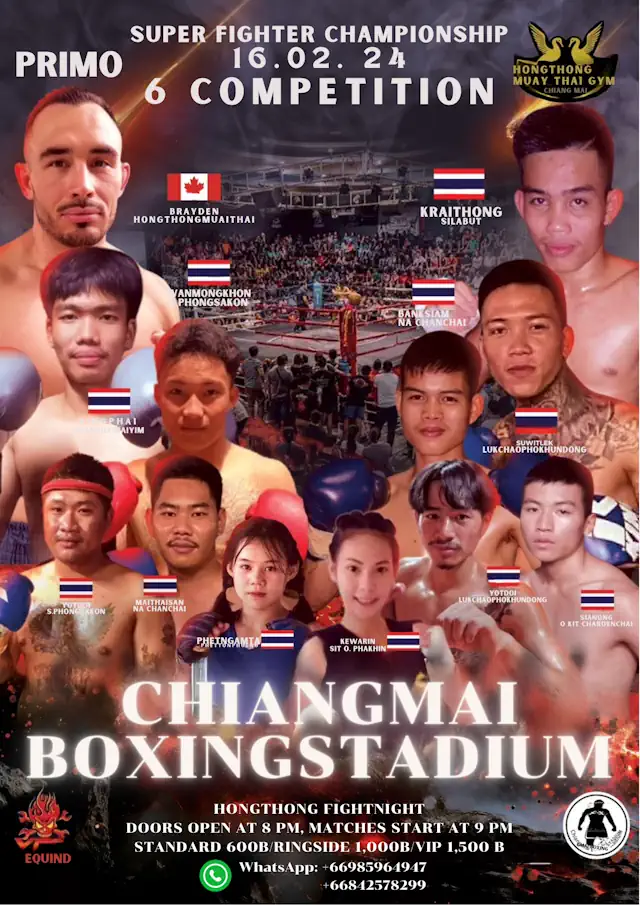 SUPER FIGHTER CHAMPIONSHIP
16.02. 24
6 COMPETITION
PRIMO
HONGTHONG
MUAY THAI GYM
CHIANG MAI
BRAYDEN
HONGTHONGMUAITHAI
KRAITHONG
SILABUT
WANMONGKHON
PHONGSAKON
BANKSIAM
NA CHANCHAI
SUWITLEK
LUKCHAOPHOKHUNDONG
MAITHAISAN
NA CHANCHAI
YOTDOI
LUKCHAOPHOKHUNDONG
SIANUNG
O KIT CHAROENCHAI
PHETNGAMTA
KEWARIN
SIT O. PHAKHIN
CHIANGMAI
BOXINGSTADIUM
HONGTHONG FIGHTNIGHT
DOORS OPEN AT 8 PM, MATCHES START AT 9 PM
STANDARD 600B/RINGSIDE 1,000B/VIP 1,500 B
WhatsApp: +66985964947
+66842578299
EQUIND